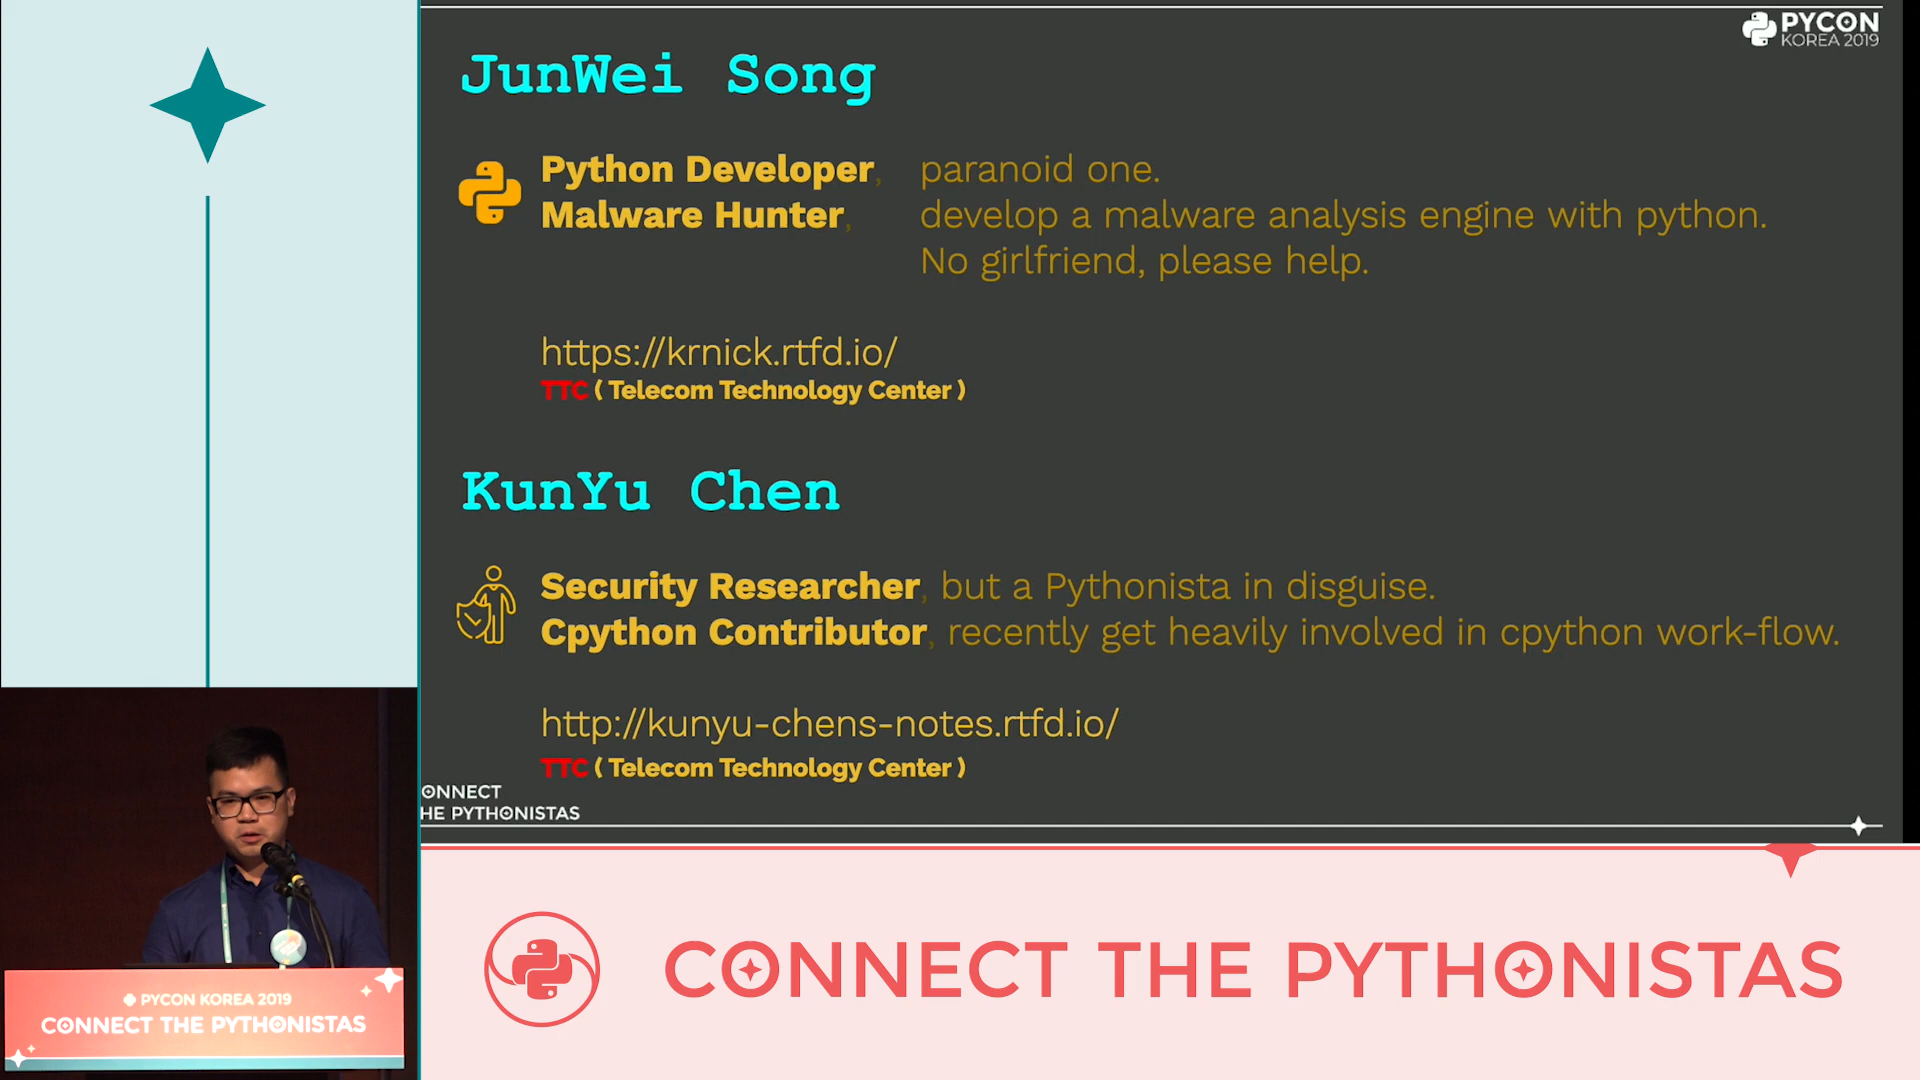 PYCON
KOREA 2019
JunWei Song
Python Developer, paranoid one.
Malware Hunter, develop a malware analysis engine with python.
No girlfriend, please help.
https://krnick.rtfd.io/
TTC ( Telecom Technology Center )
KunYu Chen
Security Researcher, but a Pythonista in disguise.
Cpython Contributor, recently get heavily involved in cpython work-flow.
http://kunyu-chens-notes.rtfd.io/
TTC ( Telecom Technology Center )
ONNECT
HE PYTHONISTAS
PYCON KOREA 2019
CONNECT THE PYTHONISTAS
CONNECT THE PYTHONISTAS